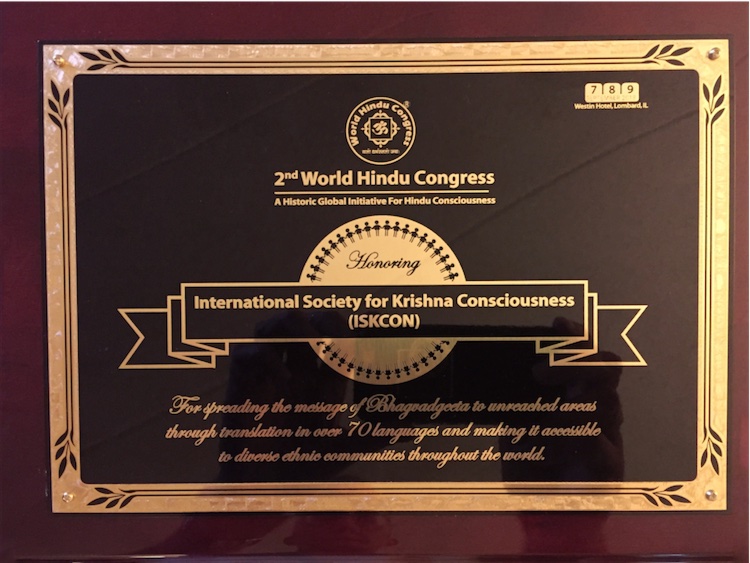 7 8 9
Westin Hotel, Lombard, IL
World Hindu Congress
®
ॐ
2nd World Hindu Congress
A Historic Global Initiative For Hindu Consciousness
Honoring
International Society for Krishna Consciousness
(ISKCON)
For spreading the message of Bhagvadgeeta to unreached areas
through translation in over 70 languages and making it accessible
to diverse ethnic communities throughout the world.